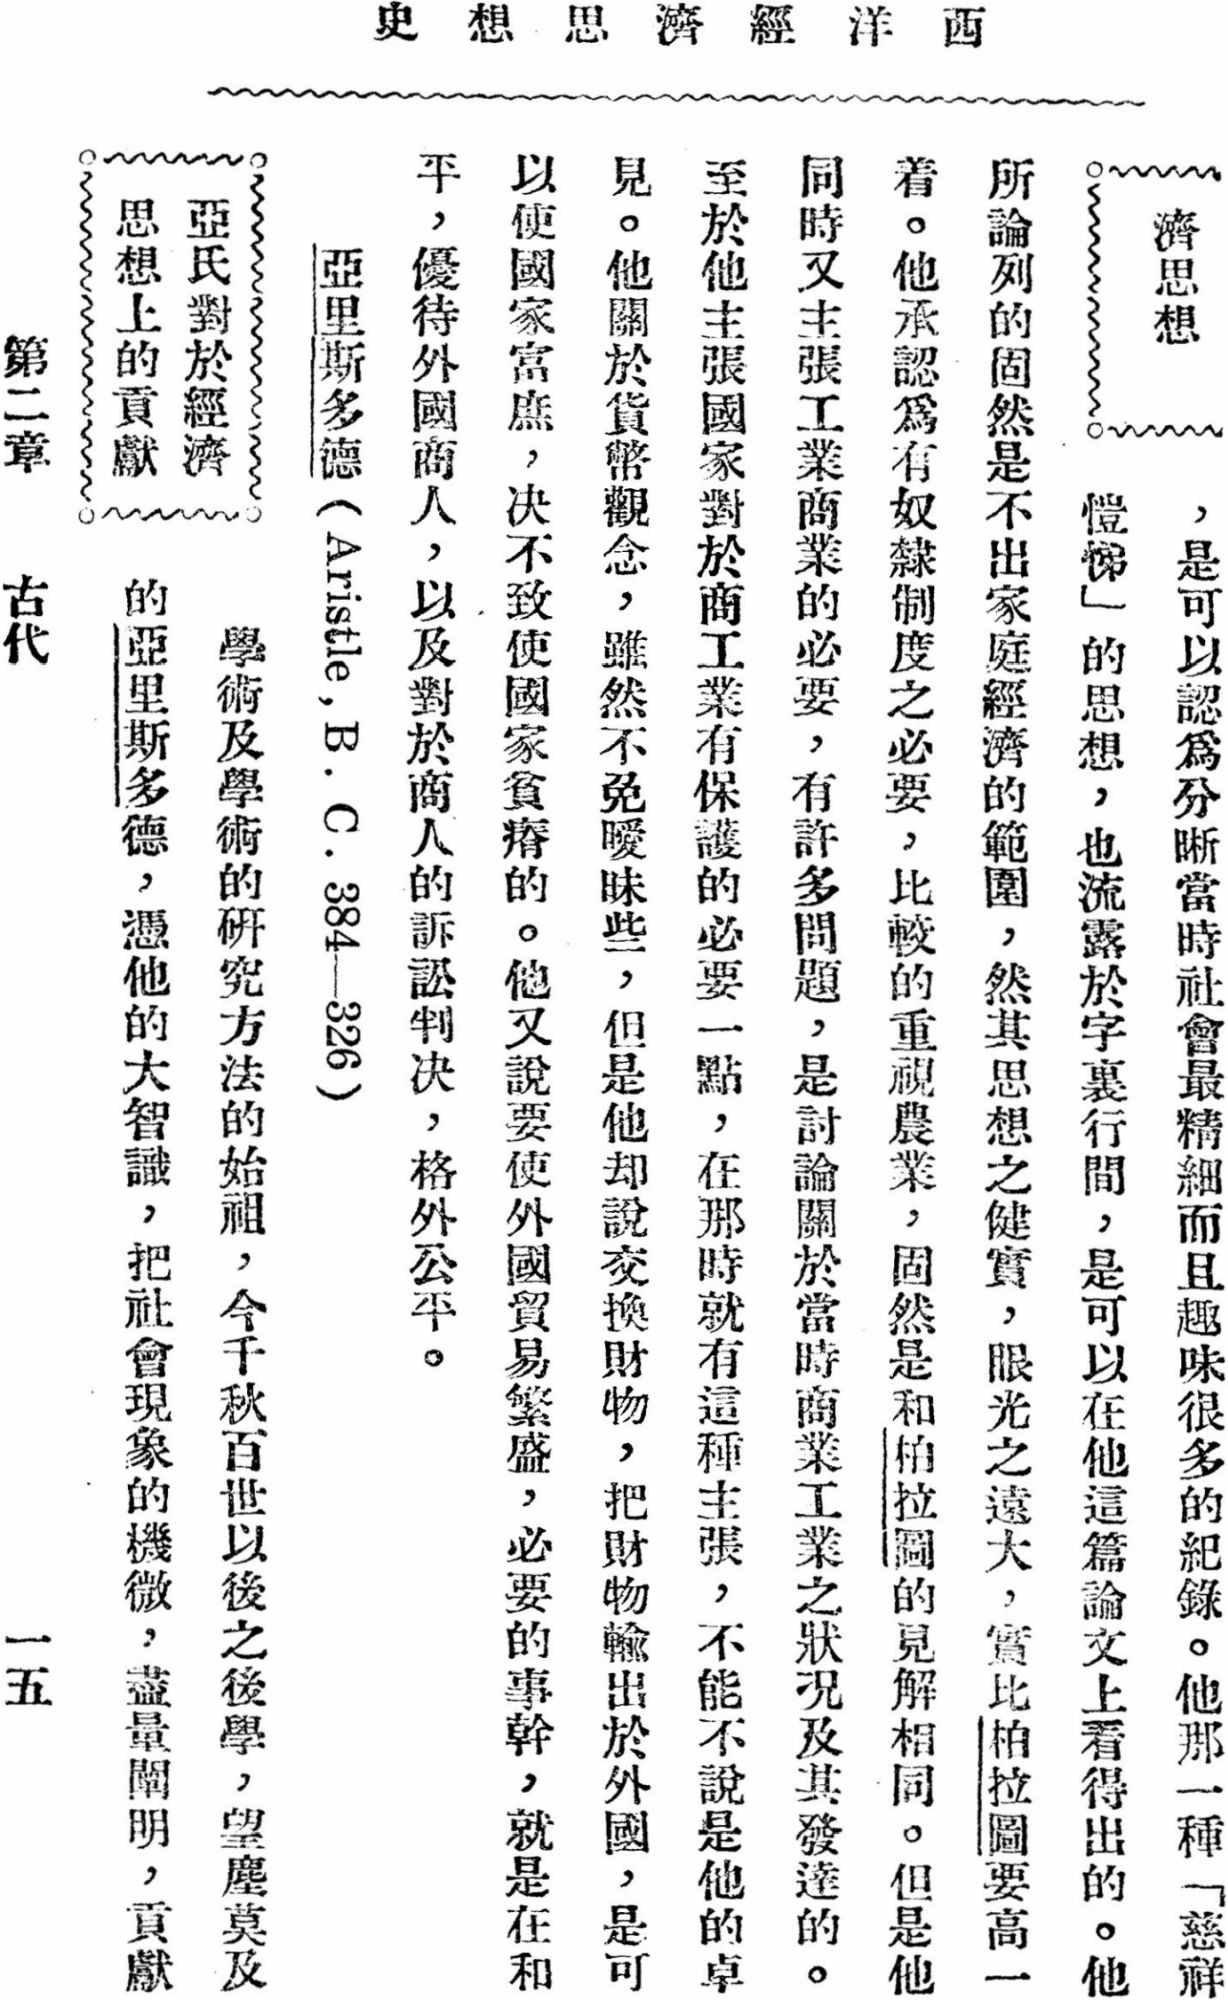 西洋經濟思想史
濟思想
，是可以認爲分晰當時社會最精細而且趣味很多的紀錄。他那一種「慈祥
愷悌」的思想，也流露於字裏行間，是可以在他這篇論文上看得出的。他
所論列的固然是不出家庭經濟的範圍，然其思想之健實，眼光之遠大，實比柏拉圖要高一
着。他承認爲有奴隸制度之必要，比較的重視農業，固然是和柏拉圖的見解相同。但是他
同時又主張工業商業的必要，有許多問題，是討論關於當時商業工業之狀况及其發達的。
至於他主張國家對於商工業有保護的必要一點，在那時就有這種主張，不能不說是他的卓
見。他關於貨幣觀念，雖然不免曖昧些，但是他却說交換財物，把財物輸出於外國，是可
以使國家富庶，决不致使國家貧瘠的。他又說要使外國貿易繁盛，必要的事幹，就是在和
平，優待外國商人，以及對於商人的訴訟判决，格外公平。
亞里斯多德(Aristle, B. C. 384—326)
亞氏對於經濟
思想上的貢獻
學術及學術的研究方法的始祖，今千秋百世以後之後學，望塵莫及
的亞里斯多德，憑他的大智識，把社會現象的機微，盡量闡明，貢獻
第二章 古代 一五